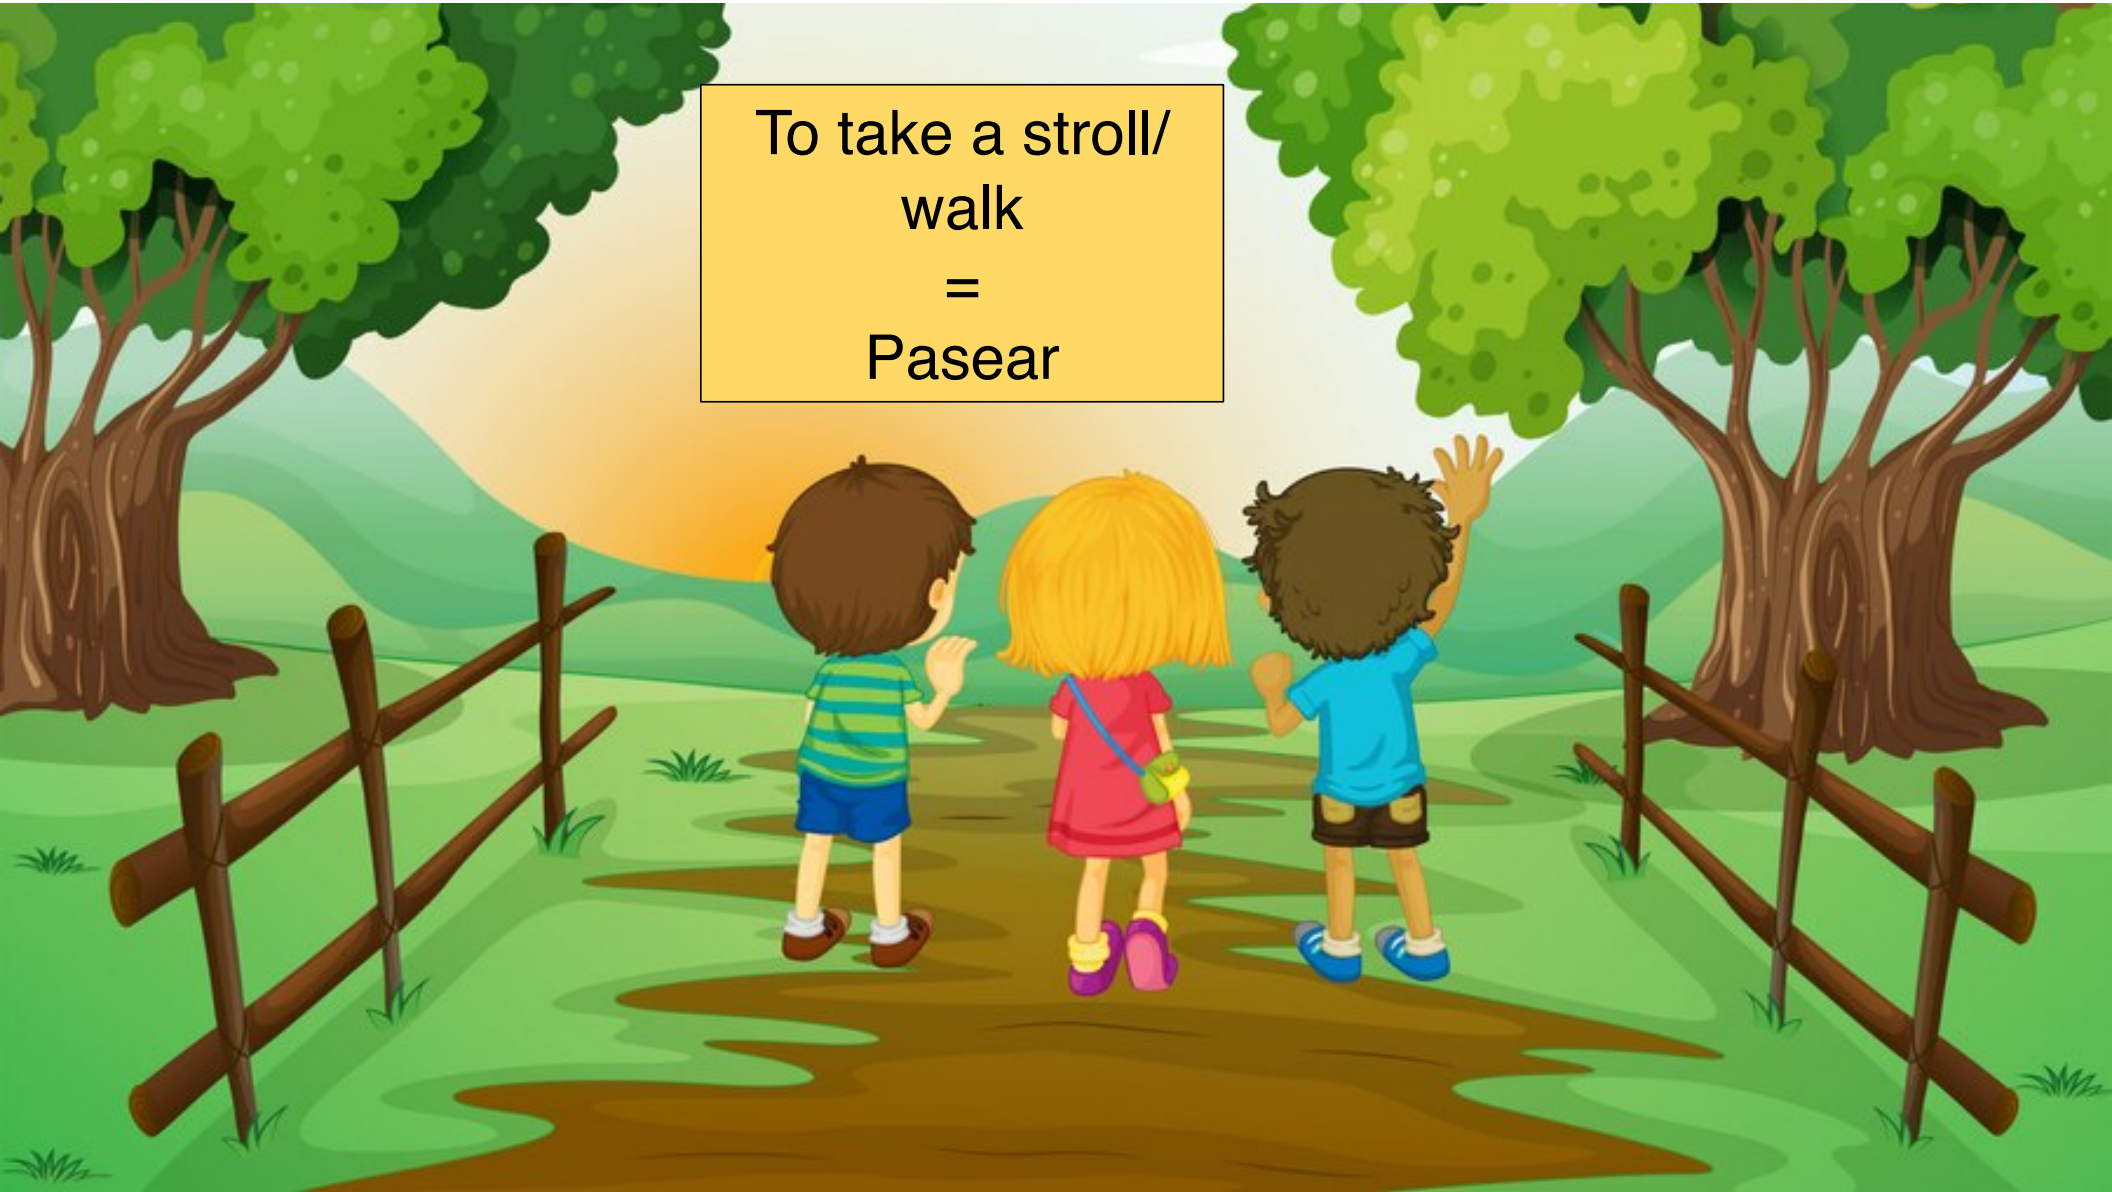 To take a stroll/
walk
=
Pasear